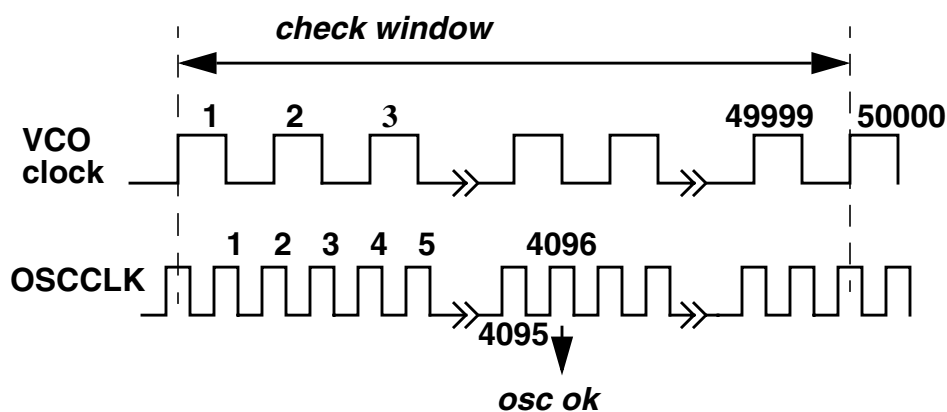 check window
1 2 3 49999 50000
VCO
clock
1 2 3 4 5 4096
OSCCLK
4095
osc ok